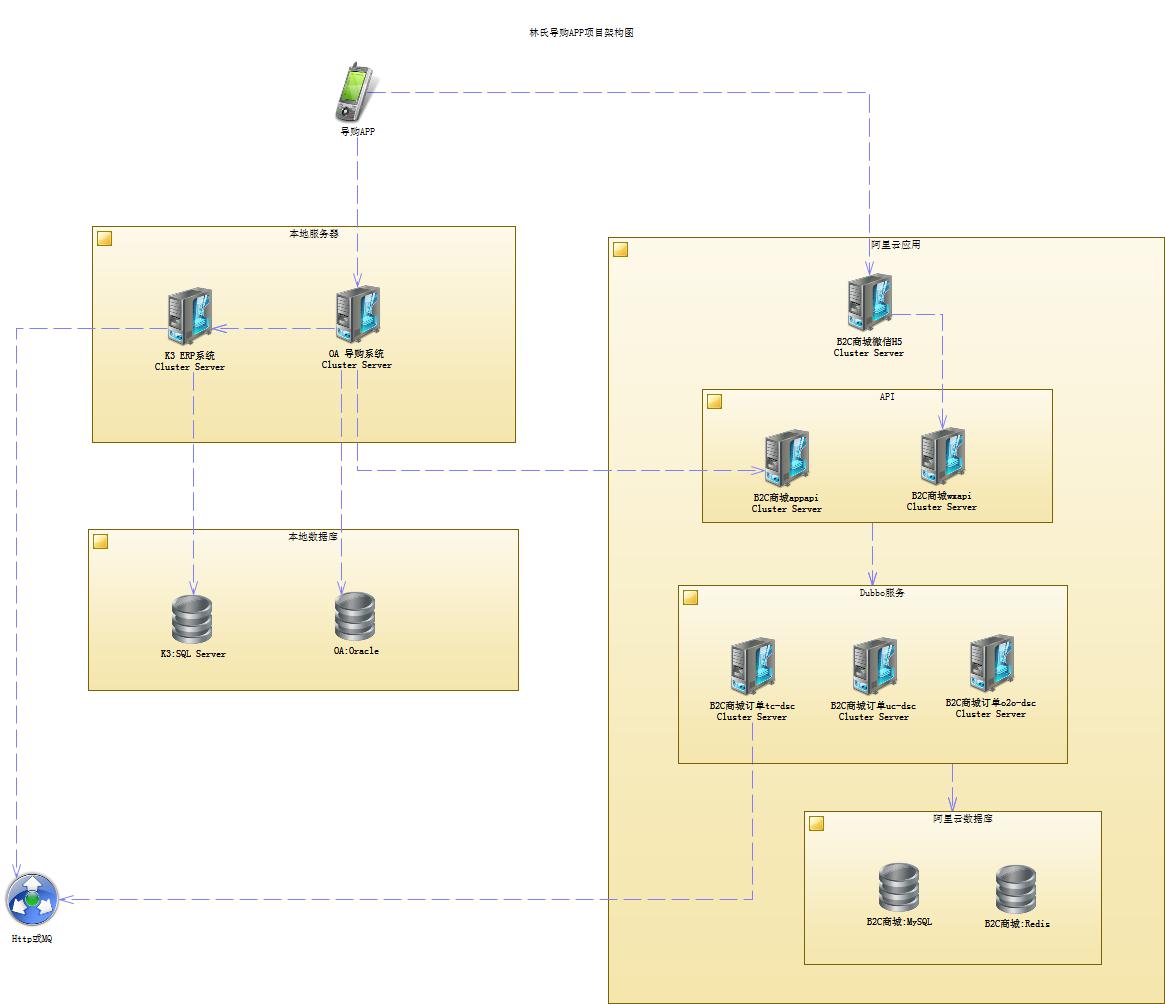 林氏导购APP项目架构图
导购APP
本地服务器
K3 ERP系统
Cluster Server
OA 导购系统
Cluster Server
阿里云应用
B2C商城微信H5
Cluster Server
API
B2C商城appapi
Cluster Server
B2C商城wxapi
Cluster Server
本地数据库
K3:SQL Server
OA:Oracle
Dubbo服务
B2C商城订单tc-dsc
Cluster Server
B2C商城订单uc-dsc
Cluster Server
B2C商城订单o2o-dsc
Cluster Server
阿里云数据库
B2C商城:MySQL
B2C商城:Redis
Http或MQ